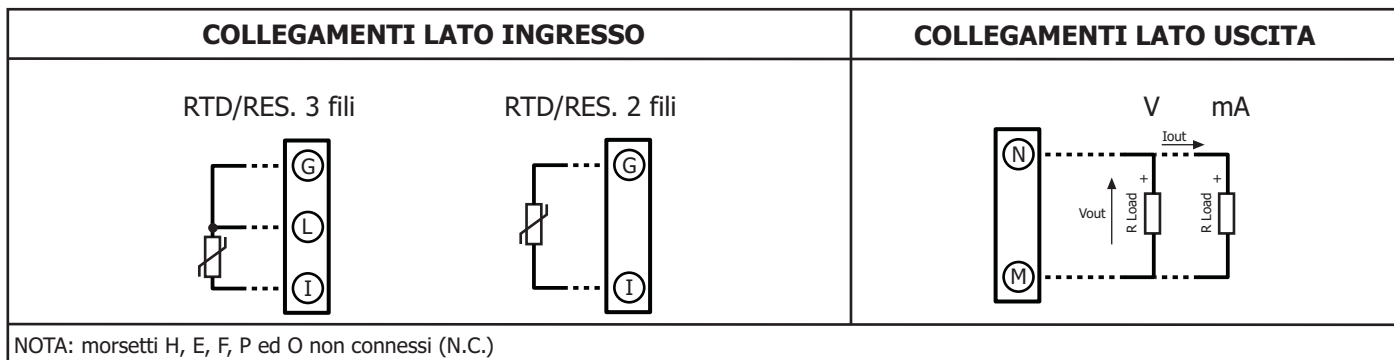 COLLEGAMENTI LATO INGRESSO
COLLEGAMENTI LATO USCITA
RTD/RES. 3 fili
RTD/RES. 2 fili
V
mA
G
L
I
G
I
N
M
Iout
Vout
+
R Load
+
R Load
NOTA: morsetti H, E, F, P ed O non connessi (N.C.)